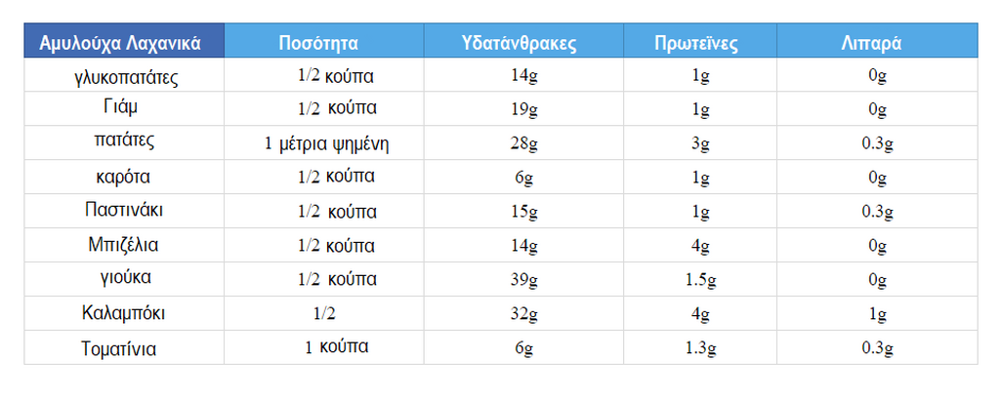 Αμυλούχα Λαχανικά Ποσότητα Υδατάνθρακες Πρωτεϊνες Λιπαρά
γλυκοπατάτες 1/2 κούπα 14g 1g 0g
Γιάμ 1/2 κούπα 19g 1g 0g
πατάτες 1 μέτρια ψημένη 28g 3g 0.3g
καρότα 1/2 κούπα 6g 1g 0g
Παστινάκι 1/2 κούπα 15g 1g 0.3g
Μπιζέλια 1/2 κούπα 14g 4g 0g
γιούκα 1/2 κούπα 39g 1.5g 0g
Καλαμπόκι 1/2 32g 4g 1g
Τοματίνια 1 κούπα 6g 1.3g 0.3g